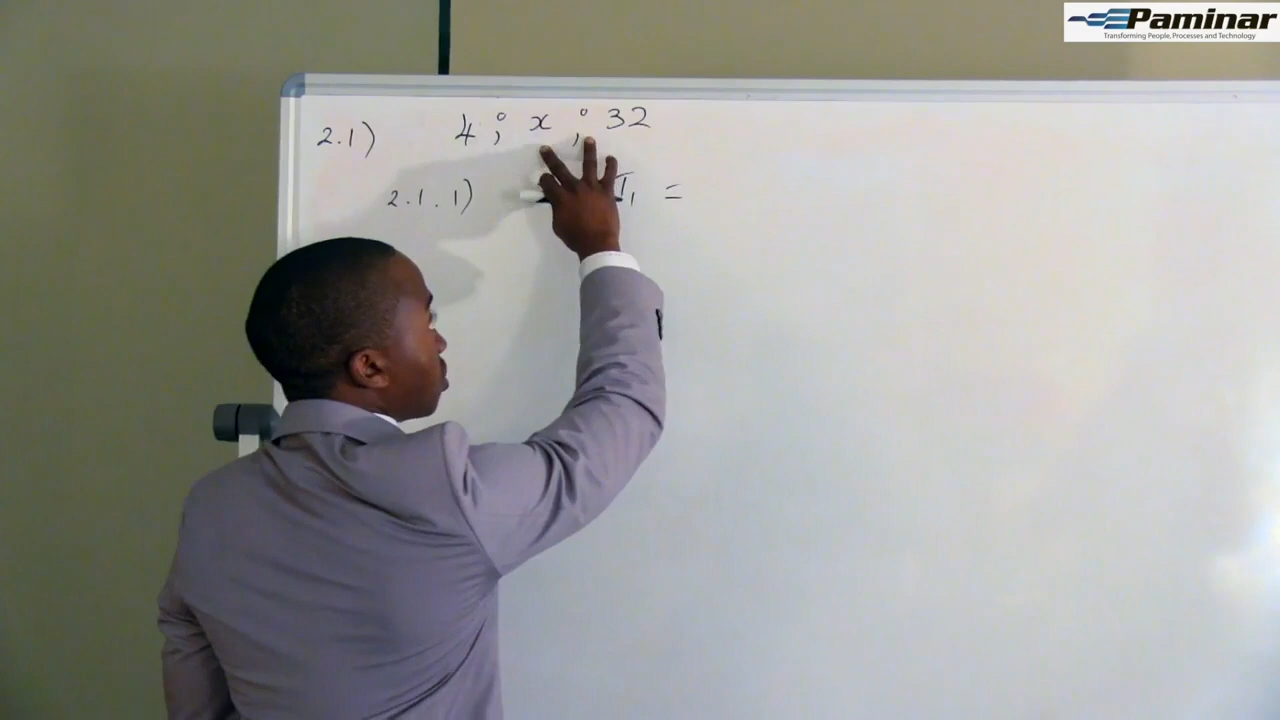 Paminar
Transforming People, Processes and Technology
2.1) 4 ; x ; 32
2.1.1) T₁ =